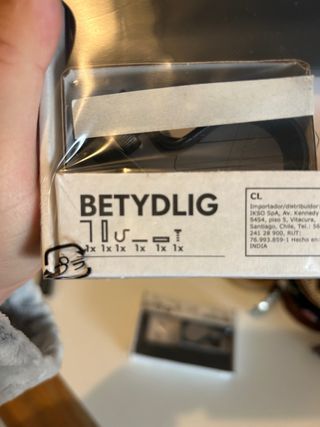 BETYDLIG
1x 1x 1x 1x 1x 1x
CL
Importador/distribuidor:
IKSO SpA, Av. Kennedy
5454, piso 5, Vitacura,
Santiago, Chile, Tel.: 56
241 28 900, RUT:
76.993.859-1 Hecho en
INDIA